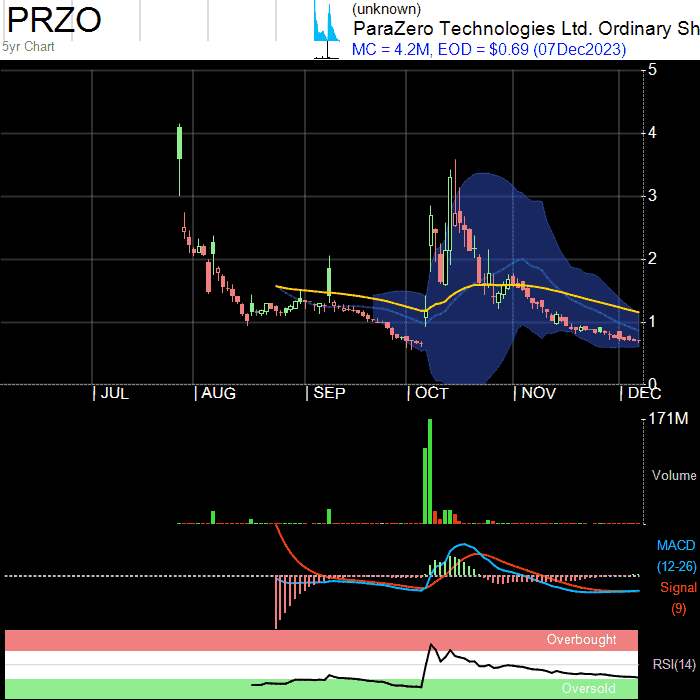 PRZO
5yr Chart
(unknown)
ParaZero Technologies Ltd. Ordinary Sh
MC = 4.2M, EOD = $0.69 (07Dec2023)
5
4
3
2
1
0
JUL
AUG
SEP
OCT
NOV
DEC
171M
Volume
MACD
(12-26)
Signal
(9)
Overbought
RSI(14)
Oversold